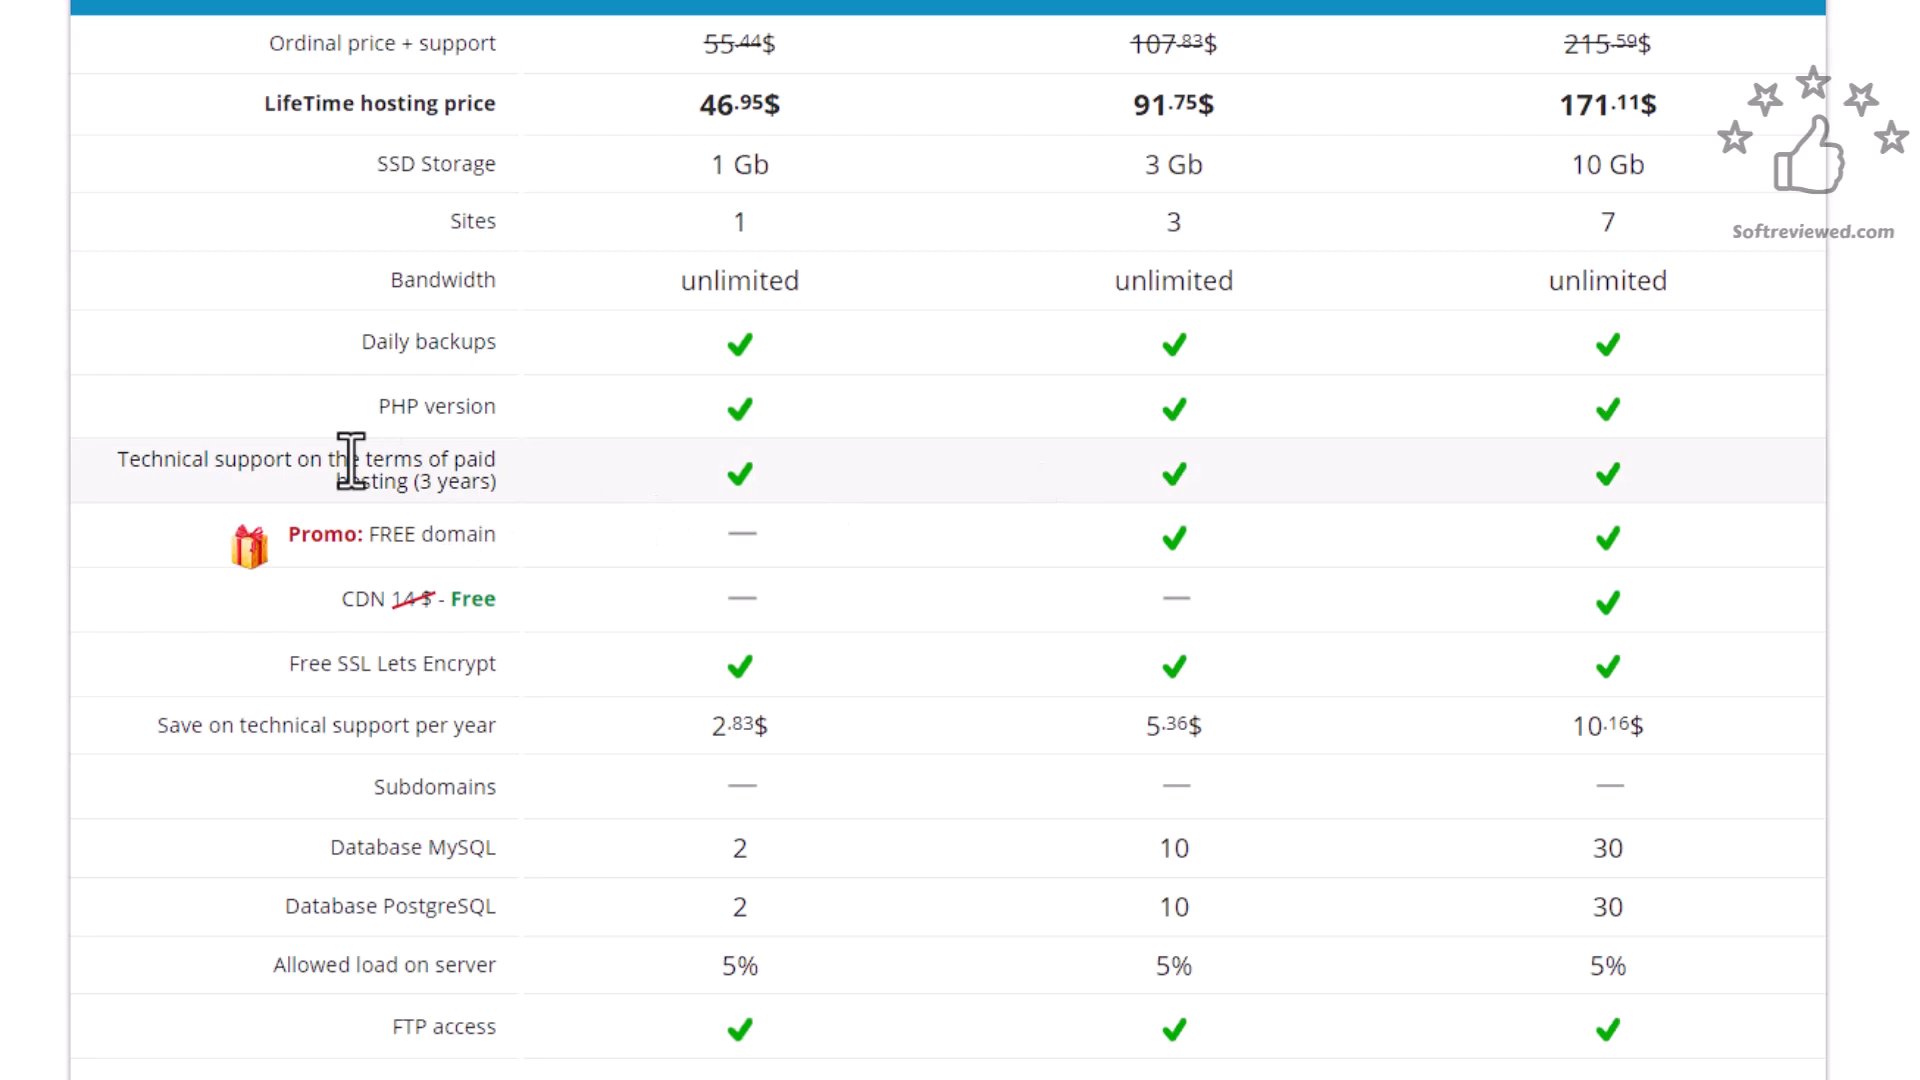 Ordinal price + support 55.44$ 107.83$ 215.59$
LifeTime hosting price 46.95$ 91.75$ 171.11$
SSD Storage 1 Gb 3 Gb 10 Gb
Sites 1 3 7
Softreviewed.com
Bandwidth unlimited unlimited unlimited
Daily backups
PHP version
Technical support on the terms of paid
hosting (3 years)
Promo: FREE domain
CDN 14 $ - Free
Free SSL Lets Encrypt
Save on technical support per year 2.83$ 5.36$ 10.16$
Subdomains
Database MySQL 2 10 30
Database PostgreSQL 2 10 30
Allowed load on server 5% 5% 5%
FTP access